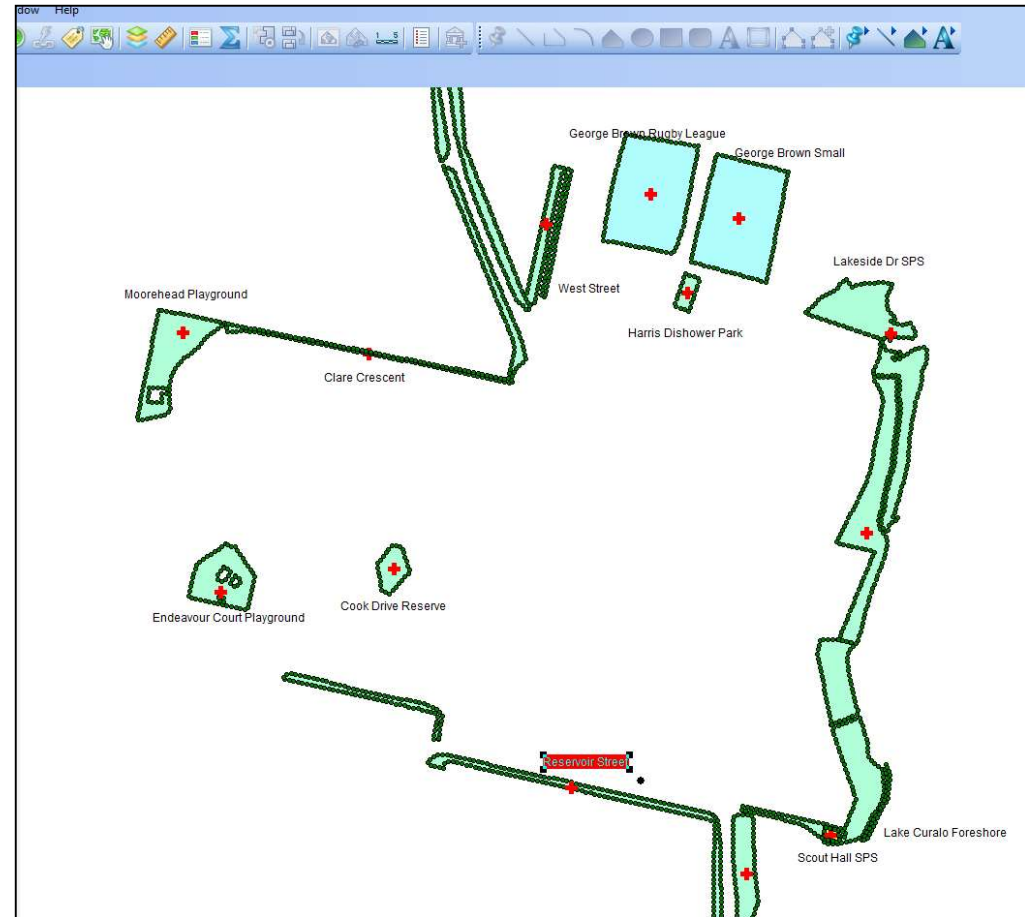 dow Help
George Brown Rugby League
George Brown Small
Lakeside Dr SPS
West Street
Moorehead Playground
Harris Dishower Park
Clare Crescent
Cook Drive Reserve
Endeavour Court Playground
Reservoir Street
Lake Curalo Foreshore
Scout Hall SPS